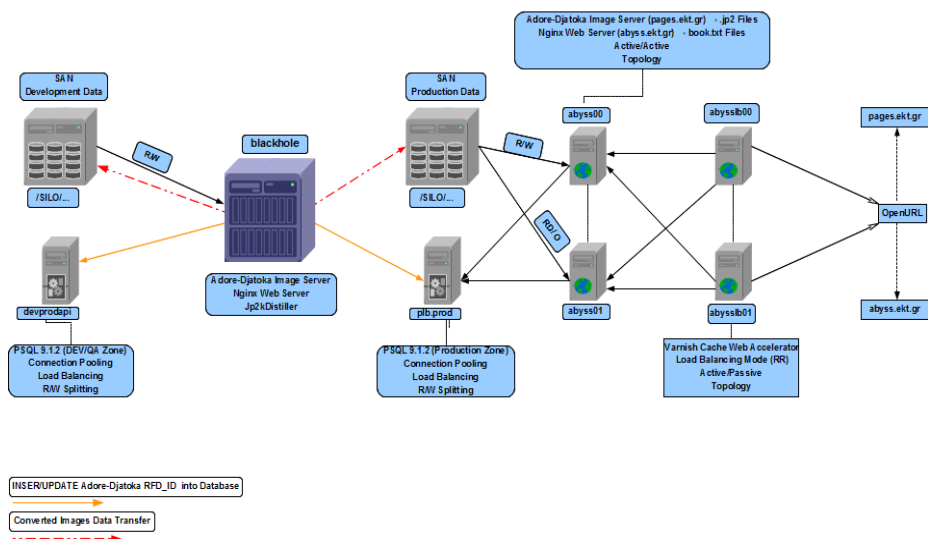 Adore-Djatoka Image Server (pages.ekt.gr) - .jp2 Files
Nginx Web Server (abyss.ekt.gr) - book.txt Files
Active/Active
Topology
SAN
Development Data
SAN
Production Data
abyss00
abysslb00
pages.ekt.gr
blackhole
R/W
R/W
/SILO/...
/SILO/...
RD/O
OpenURL
Adore-Djatoka Image Server
Nginx Web Server
Jp2kDistiller
devprodapi
plb.prod
abyss01
abysslb01
abyss.ekt.gr
PSQL 9.1.2 (DEV/QA Zone)
Connection Pooling
Load Balancing
R/W Splitting
PSQL 9.1.2 (Production Zone)
Connection Pooling
Load Balancing
R/W Splitting
Varnish Cache Web Accelerator
Load Balancing Mode (RR)
Active/Passive
Topology
INSER/UPDATE Adore-Djatoka RFD_ID into Database
Converted Images Data Transfer